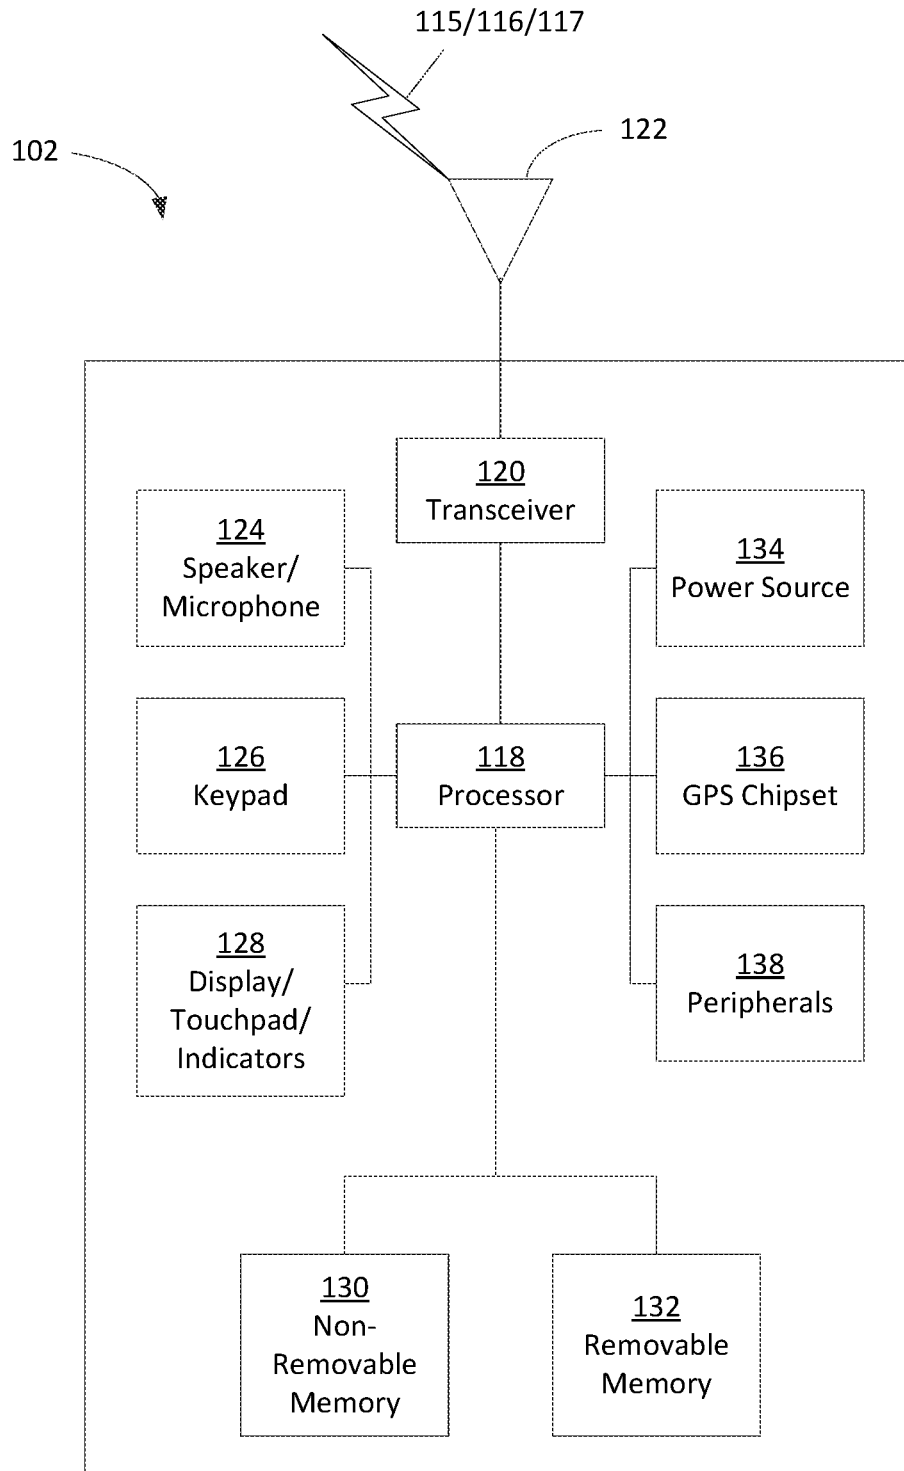 115/116/117
122
102
120
Transceiver
124
Speaker/
Microphone
134
Power Source
126
Keypad
118
Processor
136
GPS Chipset
128
Display/
Touchpad/
Indicators
138
Peripherals
130
Non-
Removable
Memory
132
Removable
Memory